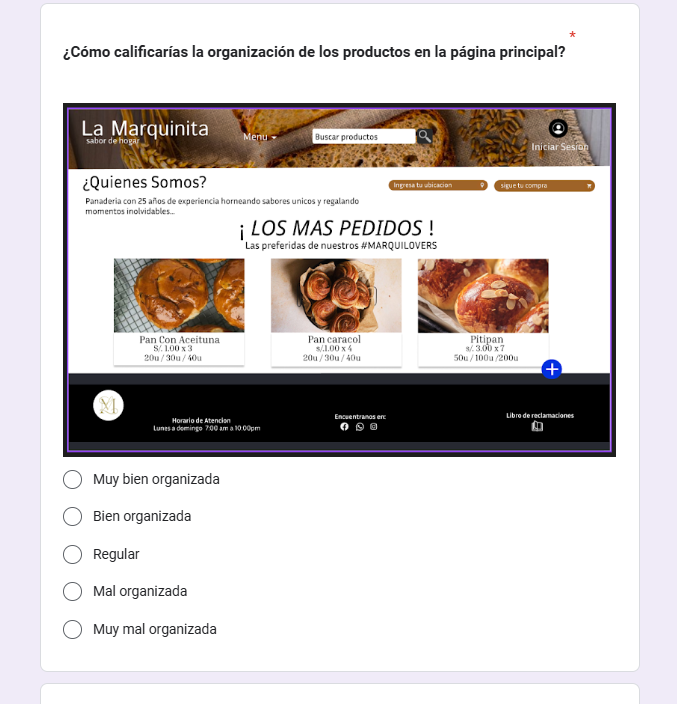 ¿Cómo calificarías la organización de los productos en la página principal? *
La Marquinita
sabor de hogar
Menu
Buscar productos
Iniciar Sesion
¿Quienes Somos?
Ingresa tu ubicacion
sigue tu compra
Panaderia con 25 años de experiencia horneando sabores unicos y regalando
momentos inolvidables...
¡ LOS MAS PEDIDOS !
Las preferidas de nuestros #MARQUILOVERS
Pan Con Aceituna
S/. 1.00 x 3
20u / 30u / 40u
Pan caracol
s/.1.00 x 4
20u / 30u / 40u
Pitipan
s/. 3.00 x 7
50u / 100u /200u
Horario de Atencion
Lunes a domingo 7:00 am a 10:00pm
Encuentranos en:
Libro de reclamaciones
Muy bien organizada
Bien organizada
Regular
Mal organizada
Muy mal organizada